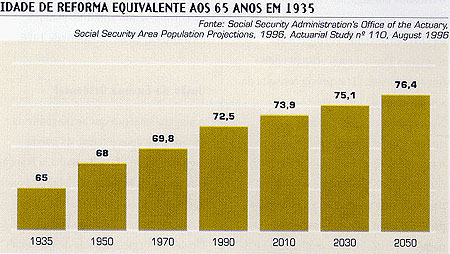 IDADE DE REFORMA EQUIVALENTE AOS 65 ANOS EM 1935
Fonte: Social Security Administration's Office of the Actuary,
Social Security Area Population Projections, 1996, Actuarial Study nº 110, August 1996
65 68 69,8 72,5 73,9 75,1 76,4
1935 1950 1970 1990 2010 2030 2050